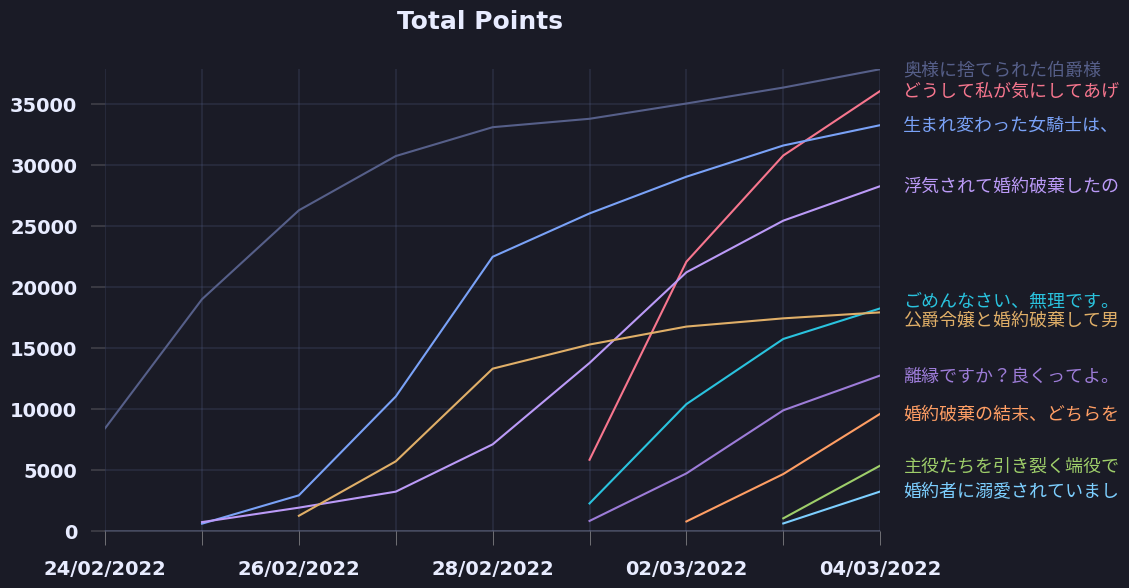 Total Points
奥様に捨てられた伯爵様
どうして私が気にしてあげ
生まれ変わった女騎士は、
浮気されて婚約破棄したの
ごめんなさい、無理です。
公爵令嬢と婚約破棄して男
離縁ですか？良くってよ。
婚約破棄の結末、どちらを
主役たちを引き裂く端役で
婚約者に溺愛されていまし
35000
30000
25000
20000
15000
10000
5000
0
24/02/2022 26/02/2022 28/02/2022 02/03/2022 04/03/2022